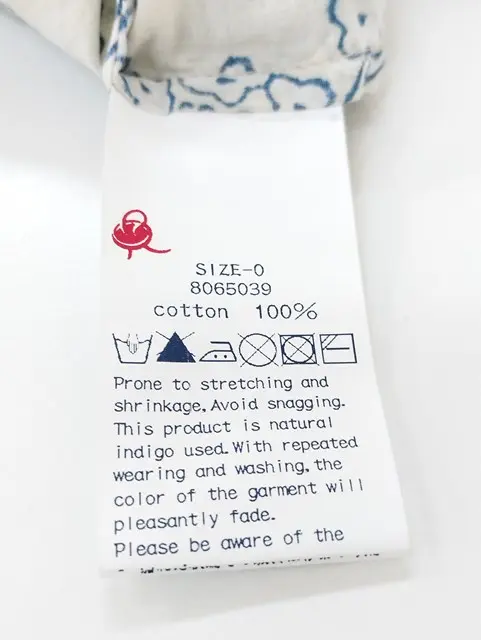 SIZE-0
8065039
cotton 100%
Prone to stretching and
shrinkage. Avoid snagging.
This product is natural
indigo used. With repeated
wearing and washing, the
color of the garment will
pleasantly fade.
Please be aware of the